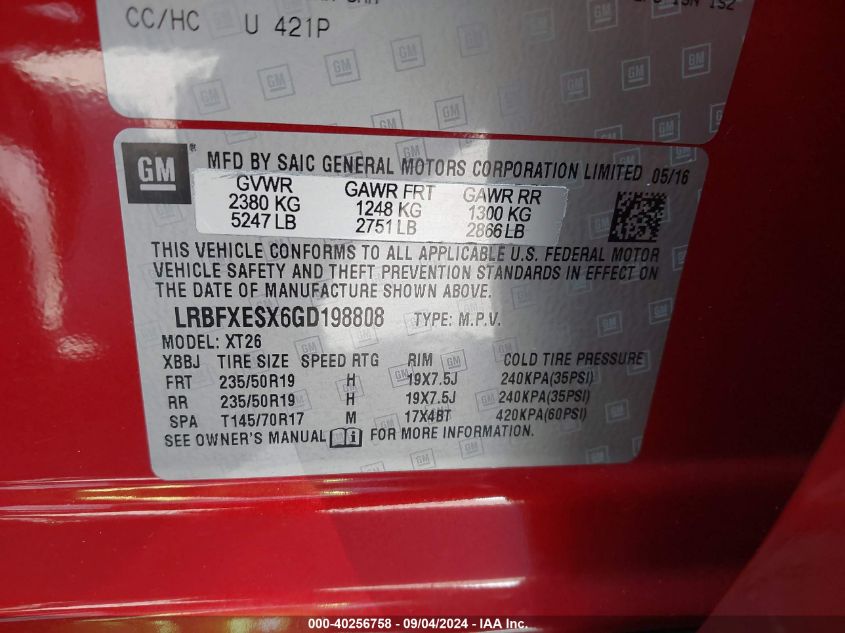 CC/HC U 421P
GM
MFD BY SAIC GENERAL MOTORS CORPORATION LIMITED 05/16
GVWR GAWR FRT GAWR RR
2380 KG 1248 KG 1300 KG
5247 LB 2751 LB 2866 LB
THIS VEHICLE CONFORMS TO ALL APPLICABLE U.S. FEDERAL MOTOR
VEHICLE SAFETY AND THEFT PREVENTION STANDARDS IN EFFECT ON
THE DATE OF MANUFACTURE SHOWN ABOVE.
LRBFXESX6GD198808 TYPE: M.P.V.
MODEL: XT26
XBBJ TIRE SIZE SPEED RTG RIM COLD TIRE PRESSURE
FRT 235/50R19 H 19X7.5J 240KPA(35PSI)
RR 235/50R19 H 19X7.5J 240KPA(35PSI)
SPA T145/70R17 M 17X4BT 420KPA(60PSI)
SEE OWNER'S MANUAL FOR MORE INFORMATION.
000-40256758 - 09/04/2024 - IAA Inc.